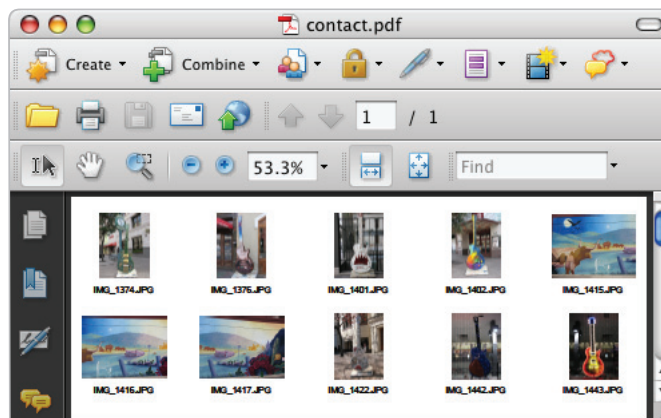 contact.pdf
Create Combine
1 / 1
53.3% Find
IMG_1374.JPG IMG_1376.JPG IMG_1401.JPG IMG_1402.JPG IMG_1415.JPG
IMG_1416.JPG IMG_1417.JPG IMG_1422.JPG IMG_1442.JPG IMG_1443.JPG